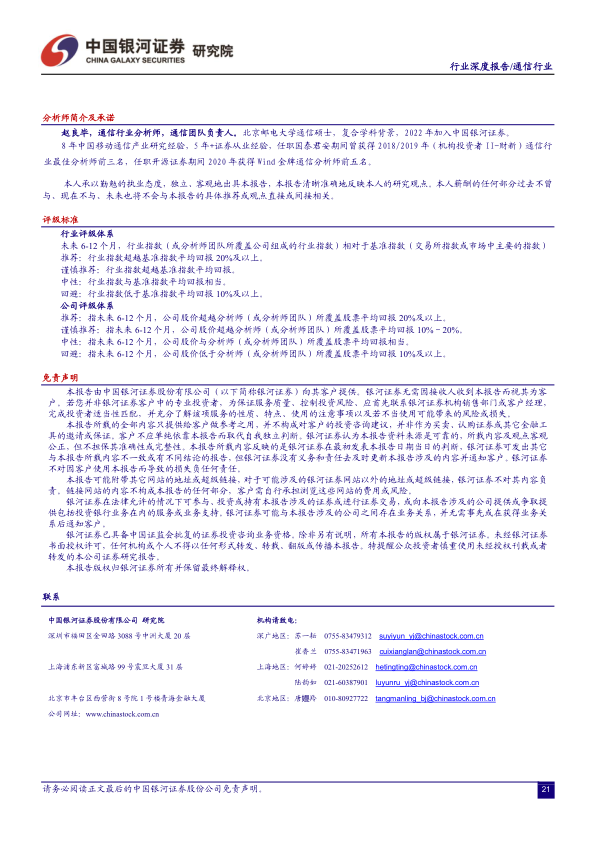 中国银河证券 研究院
CHINA GALAXY SECURITIES
行业深度报告/通信行业
分析师简介及承诺
赵良毕，通信行业分析师，通信团队负责人。北京邮电大学通信硕士，复合学科背景，2022 年加入中国银河证券。
8 年中国移动通信产业研究经验，5 年+证券从业经验，任职国泰君安期间曾获得 2018/2019 年（机构投资者 II-财新）通信行
业最佳分析师前三名，任职开源证券期间 2020 年获得 Wind 金牌通信分析师前五名。
本人承以勤勉的执业态度，独立、客观地出具本报告，本报告清晰准确地反映本人的研究观点。本人薪酬的任何部分过去不曾
与、现在不与、未来也将不会与本报告的具体推荐或观点直接或间接相关。
评级标准
行业评级体系
未来 6-12 个月，行业指数（或分析师团队所覆盖公司组成的行业指数）相对于基准指数（交易所指数或市场中主要的指数）
推荐：行业指数超越基准指数平均回报 20%及以上。
谨慎推荐：行业指数超越基准指数平均回报。
中性：行业指数与基准指数平均回报相当。
回避：行业指数低于基准指数平均回报 10%及以上。
公司评级体系
推荐：指未来 6-12 个月，公司股价超越分析师（或分析师团队）所覆盖股票平均回报 20%及以上。
谨慎推荐：指未来 6-12 个月，公司股价超越分析师（或分析师团队）所覆盖股票平均回报 10%－20%。
中性：指未来 6-12 个月，公司股价与分析师（或分析师团队）所覆盖股票平均回报相当。
回避：指未来 6-12 个月，公司股价低于分析师（或分析师团队）所覆盖股票平均回报 10%及以上。
免责声明
本报告由中国银河证券股份有限公司（以下简称银河证券）向其客户提供。银河证券无需因接收人收到本报告而视其为客
户。若您并非银河证券客户中的专业投资者，为保证服务质量、控制投资风险、应首先联系银河证券机构销售部门或客户经理，
完成投资者适当性匹配，并充分了解该项服务的性质、特点、使用的注意事项以及若不当使用可能带来的风险或损失。
本报告所载的全部内容只提供给客户做参考之用，并不构成对客户的投资咨询建议，并非作为买卖、认购证券或其它金融工
具的邀请或保证。客户不应单纯依靠本报告而取代自我独立判断。银河证券认为本报告资料来源是可靠的，所载内容及观点客观
公正，但不担保其准确性或完整性。本报告所载内容反映的是银河证券在最初发表本报告日期当日的判断，银河证券可发出其它
与本报告所载内容不一致或有不同结论的报告，但银河证券没有义务和责任去及时更新本报告涉及的内容并通知客户。银河证券
不对因客户使用本报告而导致的损失负任何责任。
本报告可能附带其它网站的地址或超级链接，对于可能涉及的银河证券网站以外的地址或超级链接，银河证券不对其内容负
责。链接网站的内容不构成本报告的任何部分，客户需自行承担浏览这些网站的费用或风险。
银河证券在法律允许的情况下可参与、投资或持有本报告涉及的证券或进行证券交易，或向本报告涉及的公司提供或争取提
供包括投资银行业务在内的服务或业务支持。银河证券可能与本报告涉及的公司之间存在业务关系，并无需事先或在获得业务关
系后通知客户。
银河证券已具备中国证监会批复的证券投资咨询业务资格。除非另有说明，所有本报告的版权属于银河证券。未经银河证券
书面授权许可，任何机构或个人不得以任何形式转发、转载、翻版或传播本报告。特提醒公众投资者慎重使用未经授权刊载或者
转发的本公司证券研究报告。
本报告版权归银河证券所有并保留最终解释权。
联系
中国银河证券股份有限公司 研究院 机构请致电：
深圳市福田区金田路 3088 号中洲大厦 20 层 深广地区：苏一耘 0755-83479312 suyiyun_yj@chinastock.com.cn
崔香兰 0755-83471963 cuixianglan@chinastock.com.cn
上海浦东新区富城路 99 号震旦大厦 31 层 上海地区：何婷婷 021-20252612 hetingting@chinastock.com.cn
陆韵如 021-60387901 luyunru_yj@chinastock.com.cn
北京市丰台区西营街 8 号院 1 号楼青海金融大厦 北京地区：唐嫚羚 010-80927722 tangmanling_bj@chinastock.com.cn
公司网址：www.chinastock.com.cn
请务必阅读正文最后的中国银河证券股份公司免责声明。
21